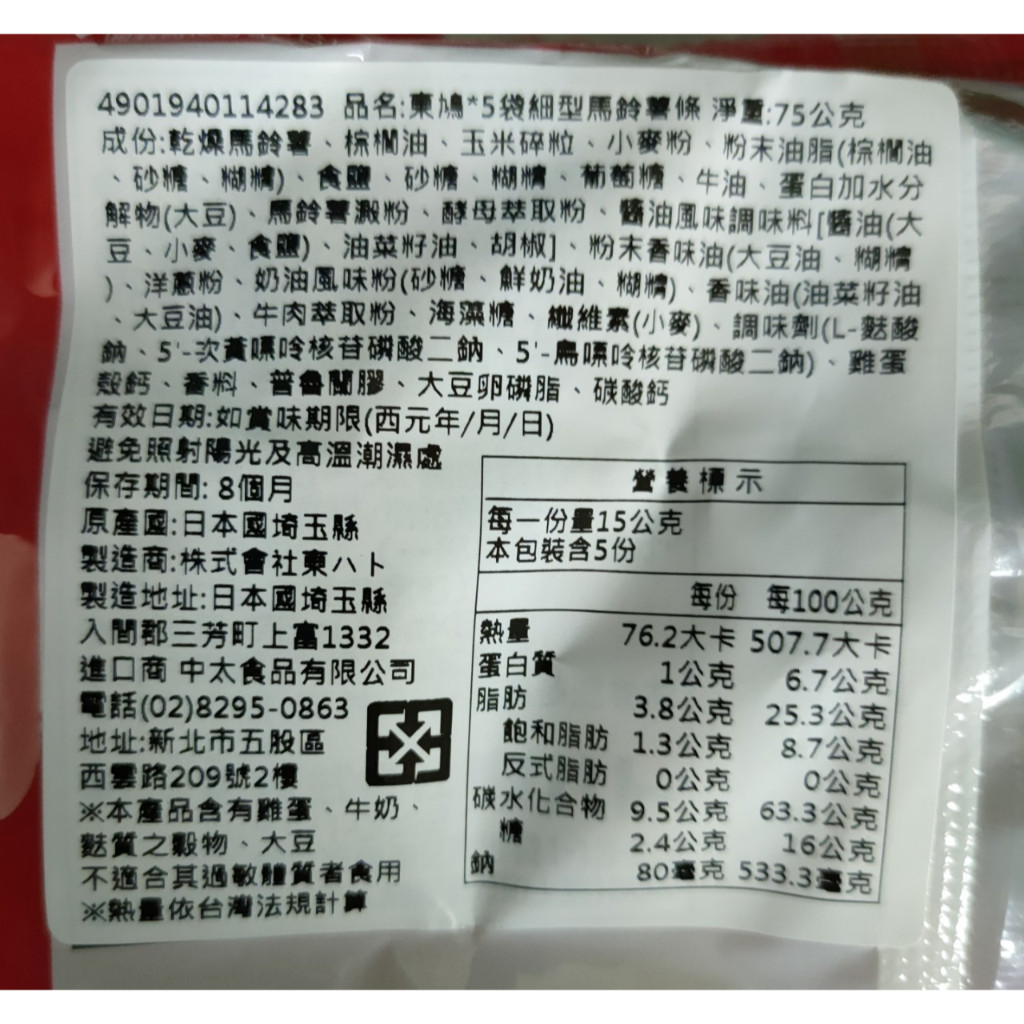 4901940114283 品名:東鳩*5袋細型馬鈴薯條 淨重:75公克
成份:乾燥馬鈴薯、棕櫚油、玉米碎粒、小麥粉、粉末油脂(棕櫚油
、砂糖、糊精)、食鹽、砂糖、糊精、葡萄糖、牛油、蛋白加水分
解物(大豆)、馬鈴薯澱粉、酵母萃取粉、醬油風味調味料[醬油(大
豆、小麥、食鹽)、油菜籽油、胡椒]、粉末香味油(大豆油、糊精
)、洋蔥粉、奶油風味粉(砂糖、鮮奶油、糊精)、香味油(油菜籽油
、大豆油)、牛肉萃取粉、海藻糖、纖維素(小麥)、調味劑(L-麩酸
鈉、5'-次黃嘌呤核苷磷酸二鈉、5'-鳥嘌呤核苷磷酸二鈉)、雞蛋
殼鈣、香料、普魯蘭膠、大豆卵磷脂、碳酸鈣
有效日期:如賞味期限(西元年/月/日)
避免照射陽光及高溫潮濕處
保存期間: 8個月
原產國:日本國埼玉縣
製造商:株式會社東ハト
製造地址:日本國埼玉縣
入間郡三芳町上富1332
進口商 中太食品有限公司
電話(02)8295-0863
地址:新北市五股區
西雲路209號2樓
※本產品含有雞蛋、牛奶、
麩質之穀物、大豆
不適合其過敏體質者食用
※熱量依台灣法規計算
營養標示
每一份量15公克
本包裝含5份
每份 每100公克
熱量 76.2大卡 507.7大卡
蛋白質 1公克 6.7公克
脂肪 3.8公克 25.3公克
飽和脂肪 1.3公克 8.7公克
反式脂肪 0公克 0公克
碳水化合物 9.5公克 63.3公克
糖 2.4公克 16公克
鈉 80毫克 533.3毫克